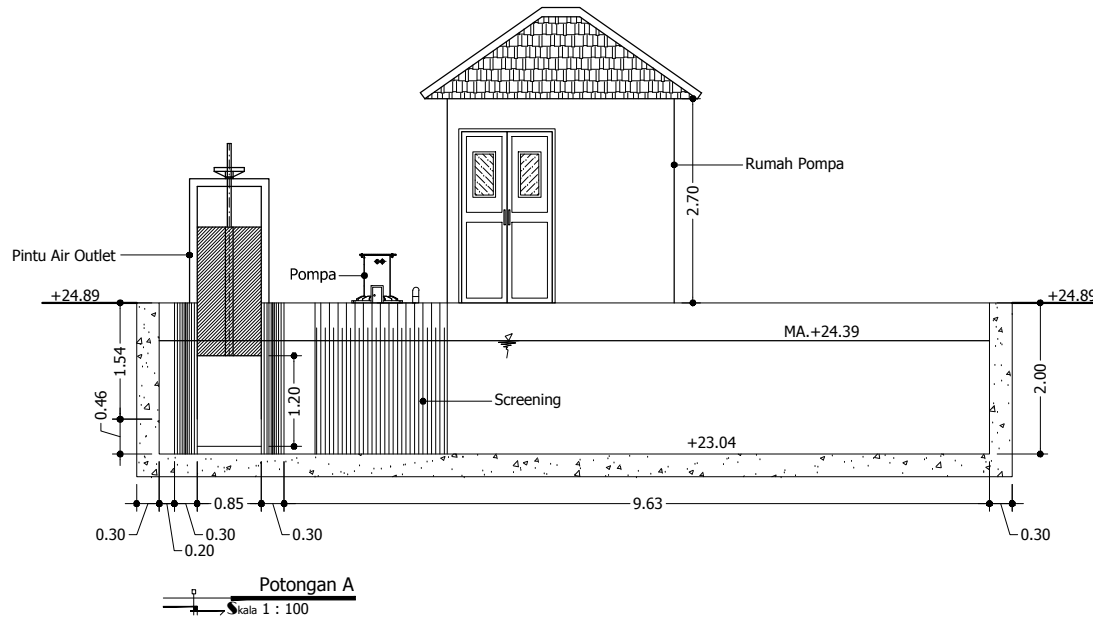 Rumah Pompa
2.70
Pintu Air Outlet
Pompa
+24.89
+24.89
MA.+24.39
1.54
0.46
1.20
Screening
2.00
+23.04
0.85
9.63
0.30
0.30
0.20
0.30
0.30
Potongan A
Skala 1 : 100